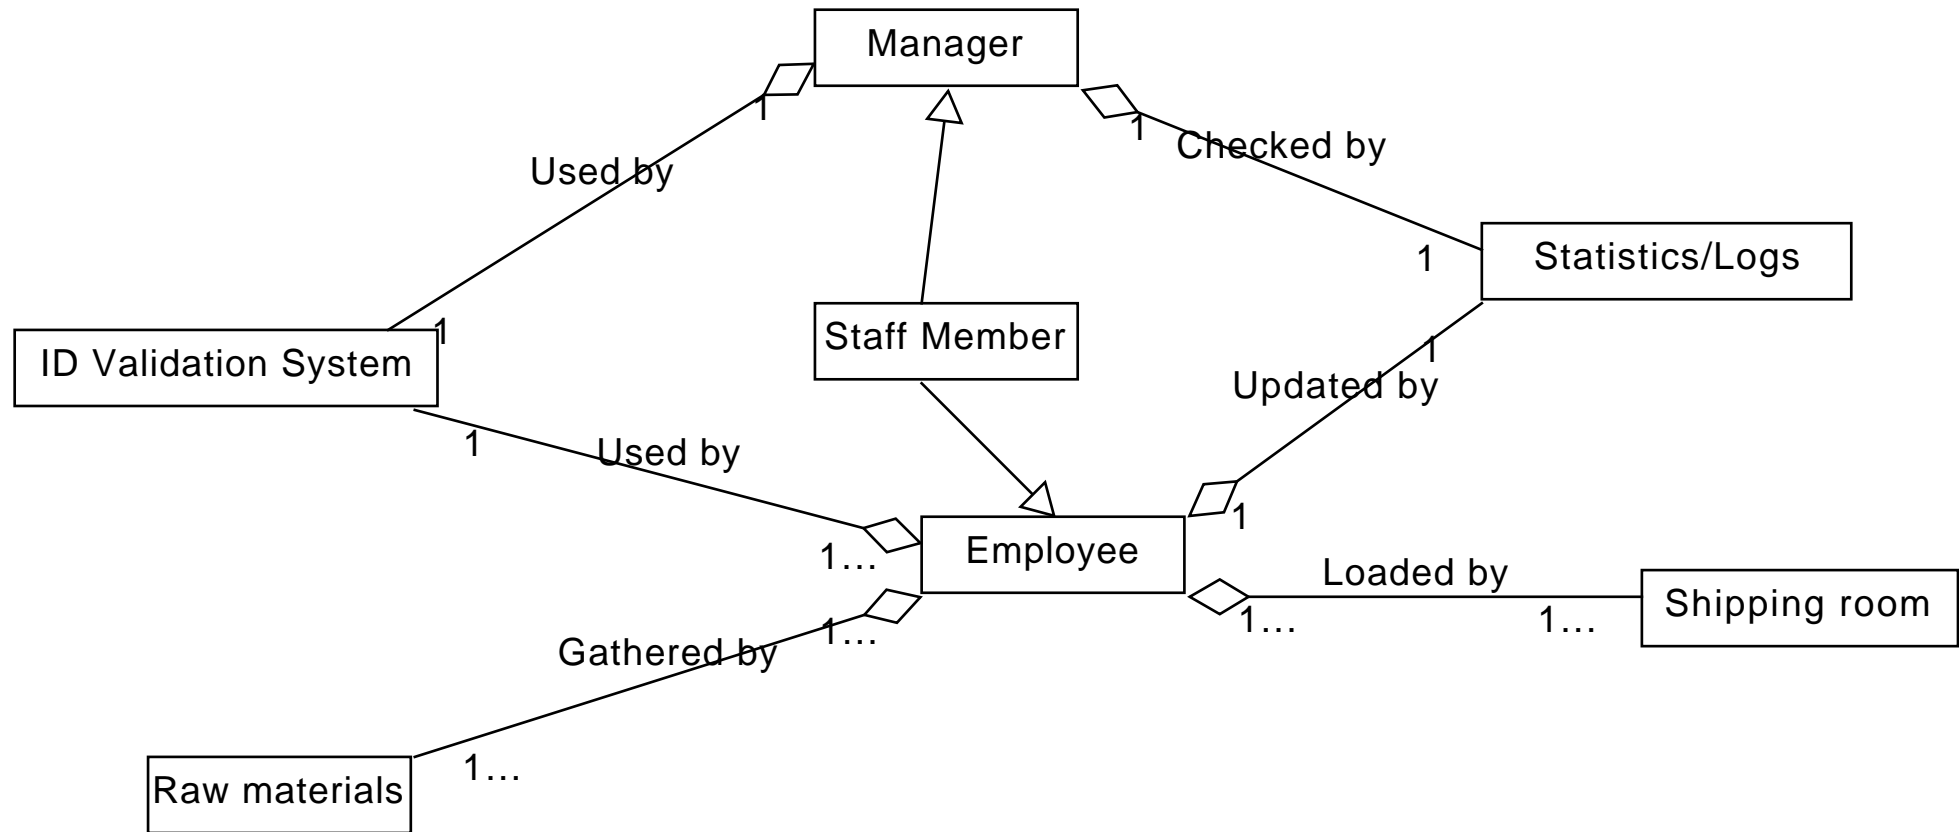 Manager
1
1
Used by
Checked by
1
Statistics/Logs
1
Staff Member
ID Validation System
1
Updated by
1
Used by
1
1...
Employee
Loaded by
1...
1...
Shipping room
1...
Gathered by
1...
Raw materials